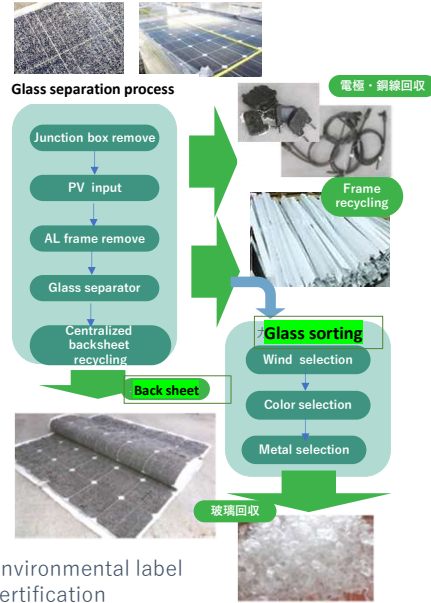 Glass separation process
Junction box remove
PV input
AL frame remove
Glass separator
Centralized
backsheet
recycling
電極・銅線回収
Frame
recycling
Glass sorting
Wind selection
Color selection
Metal selection
Back sheet
玻璃回収
nvironmental label
ertification